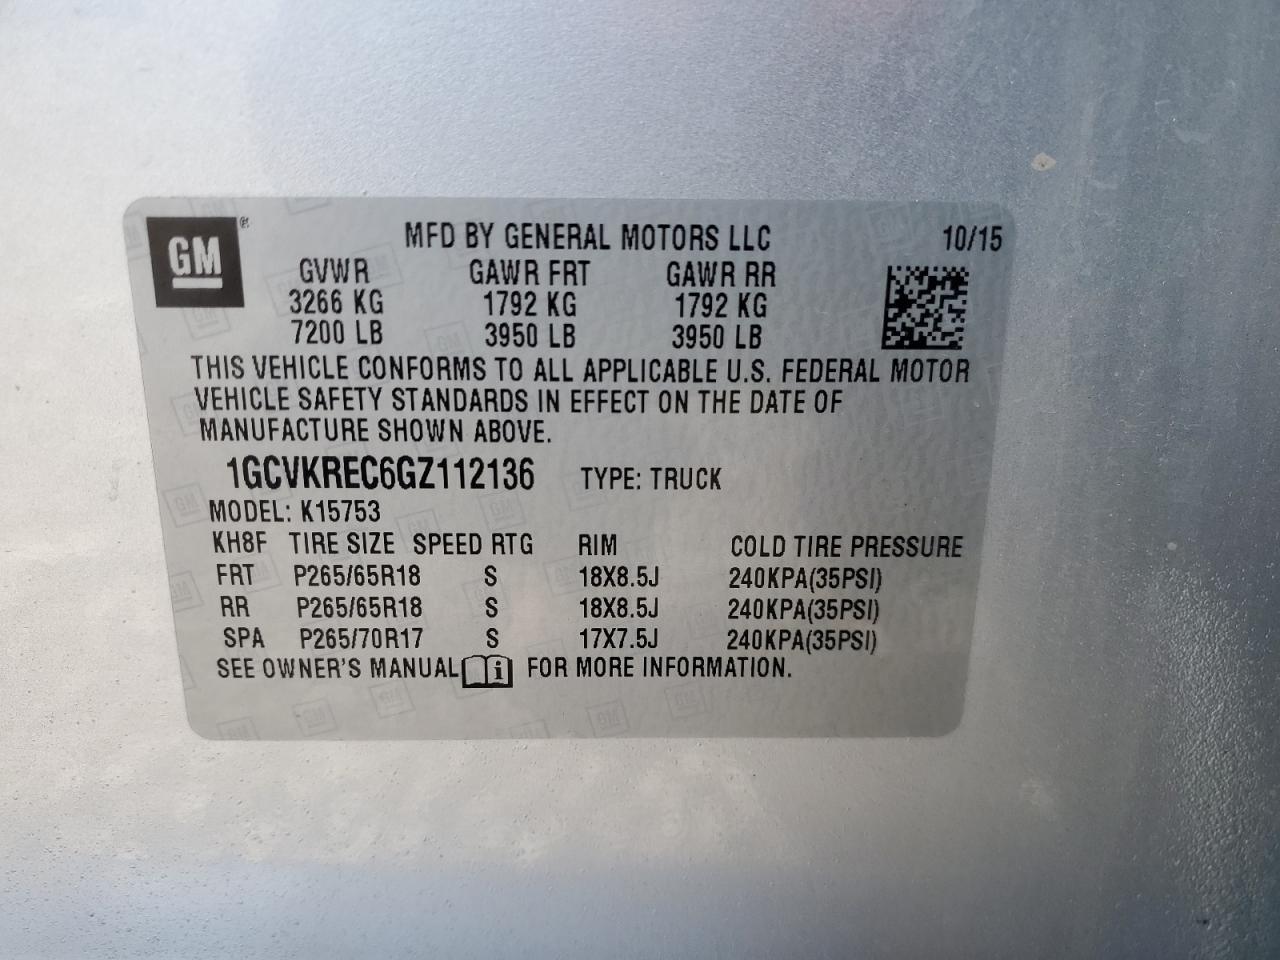 GM®
MFD BY GENERAL MOTORS LLC 10/15
GVWR GAWR FRT GAWR RR
3266 KG 1792 KG 1792 KG
7200 LB 3950 LB 3950 LB
THIS VEHICLE CONFORMS TO ALL APPLICABLE U.S. FEDERAL MOTOR
VEHICLE SAFETY STANDARDS IN EFFECT ON THE DATE OF
MANUFACTURE SHOWN ABOVE.
1GCVKREC6GZ112136 TYPE: TRUCK
MODEL: K15753
KH8F TIRE SIZE SPEED RTG RIM COLD TIRE PRESSURE
FRT P265/65R18 S 18X8.5J 240KPA(35PSI)
RR P265/65R18 S 18X8.5J 240KPA(35PSI)
SPA P265/70R17 S 17X7.5J 240KPA(35PSI)
SEE OWNER'S MANUAL i FOR MORE INFORMATION.